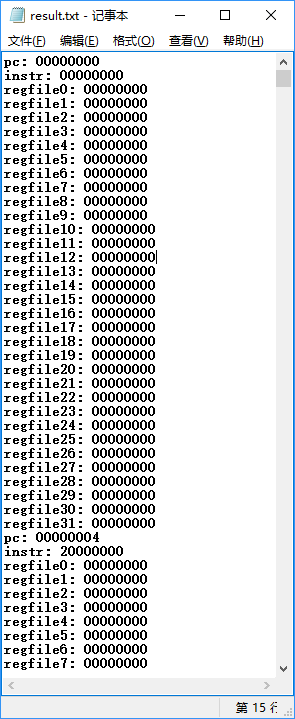 result.txt - 记事本
文件(F) 编辑(E) 格式(O) 查看(V) 帮助(H)
pc: 00000000
instr: 00000000
regfile0: 00000000
regfile1: 00000000
regfile2: 00000000
regfile3: 00000000
regfile4: 00000000
regfile5: 00000000
regfile6: 00000000
regfile7: 00000000
regfile8: 00000000
regfile9: 00000000
regfile10: 00000000
regfile11: 00000000
regfile12: 00000000
regfile13: 00000000
regfile14: 00000000
regfile15: 00000000
regfile16: 00000000
regfile17: 00000000
regfile18: 00000000
regfile19: 00000000
regfile20: 00000000
regfile21: 00000000
regfile22: 00000000
regfile23: 00000000
regfile24: 00000000
regfile25: 00000000
regfile26: 00000000
regfile27: 00000000
regfile28: 00000000
regfile29: 00000000
regfile30: 00000000
regfile31: 00000000
pc: 00000004
instr: 20000000
regfile0: 00000000
regfile1: 00000000
regfile2: 00000000
regfile3: 00000000
regfile4: 00000000
regfile5: 00000000
regfile6: 00000000
regfile7: 00000000
第 15 行